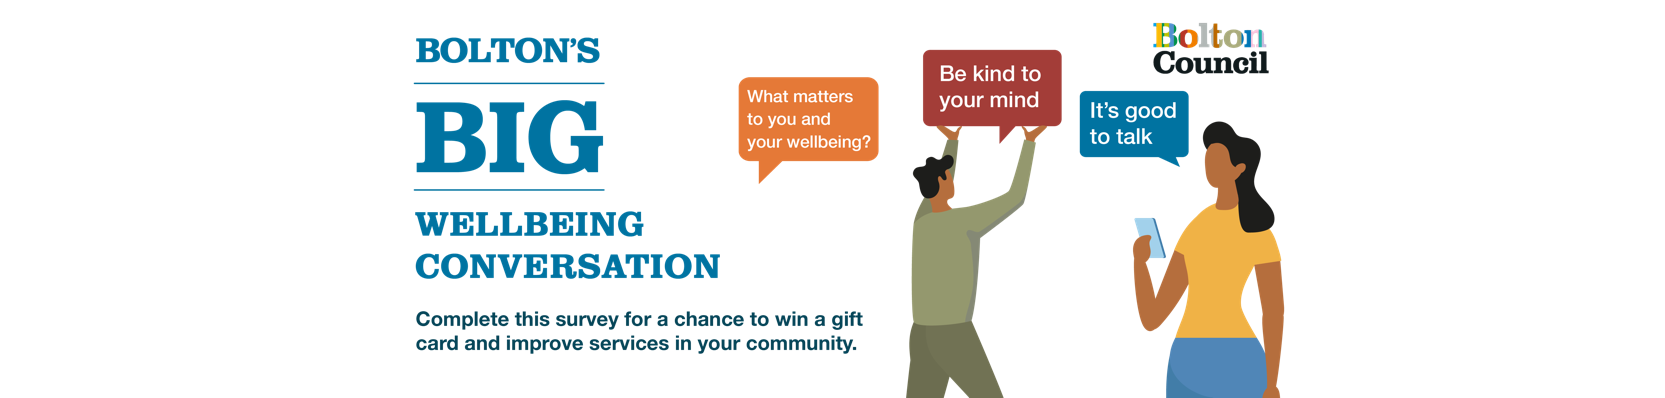 BOLTON'S
BIG
WELLBEING
CONVERSATION
Complete this survey for a chance to win a gift
card and improve services in your community.
What matters
to you and
your wellbeing?
Be kind to
your mind
It's good
to talk
Bolton
Council